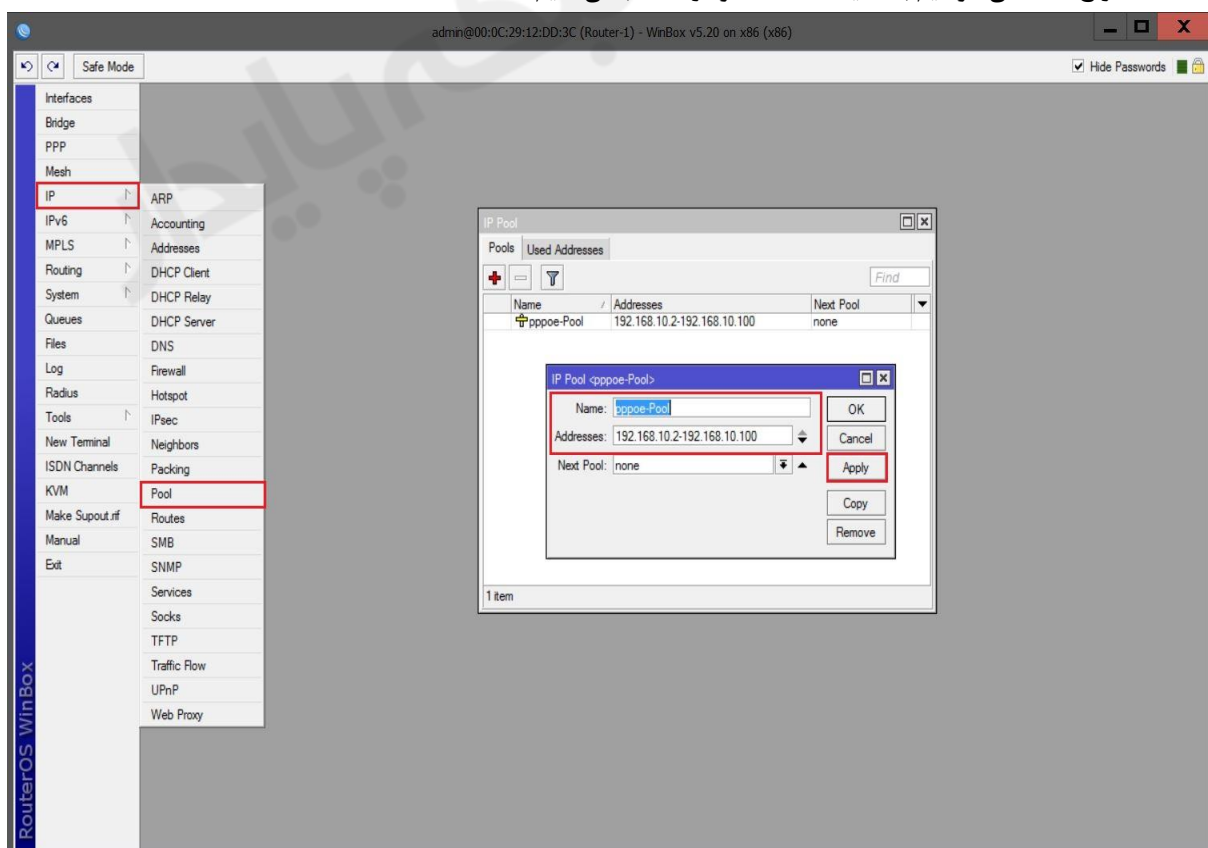 admin@00:0C:29:12:DD:3C (Router-1) - WinBox v5.20 on x86 (x86)
Safe Mode
Hide Passwords
Interfaces
Bridge
PPP
Mesh
IP
IPv6
MPLS
Routing
System
Queues
Files
Log
Radius
Tools
New Terminal
ISDN Channels
KVM
Make Supout.rif
Manual
Exit
ARP
Accounting
Addresses
DHCP Client
DHCP Relay
DHCP Server
DNS
Firewall
Hotspot
IPsec
Neighbors
Packing
Pool
Routes
SMB
SNMP
Services
Socks
TFTP
Traffic Flow
UPnP
Web Proxy
IP Pool
Pools Used Addresses
Find
Name / Addresses Next Pool
pppoe-Pool 192.168.10.2-192.168.10.100 none
IP Pool <pppoe-Pool>
Name: pppoe-Pool OK
Addresses: 192.168.10.2-192.168.10.100 Cancel
Next Pool: none Apply
Copy
Remove
1 item
RouterOS WinBox